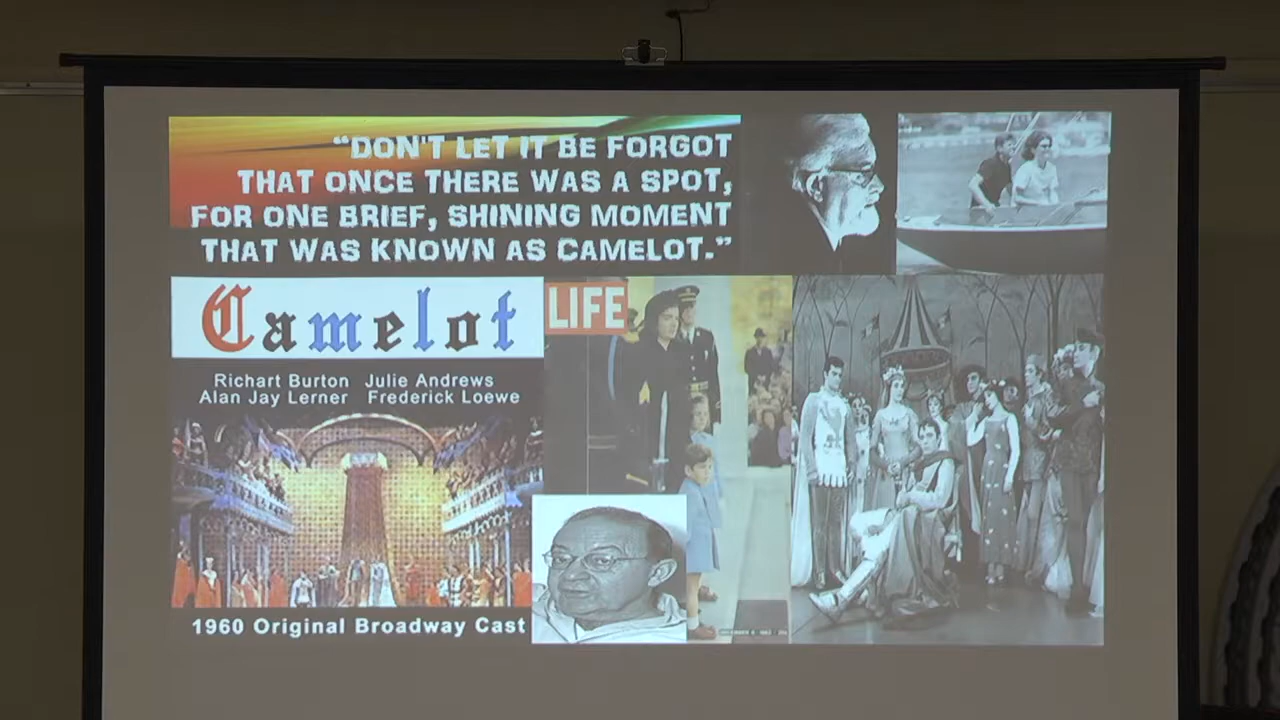 “DON'T LET IT BE FORGOT
THAT ONCE THERE WAS A SPOT,
FOR ONE BRIEF, SHINING MOMENT
THAT WAS KNOWN AS CAMELOT.”
Camelot
Richart Burton Julie Andrews
Alan Jay Lerner Frederick Loewe
1960 Original Broadway Cast
LIFE